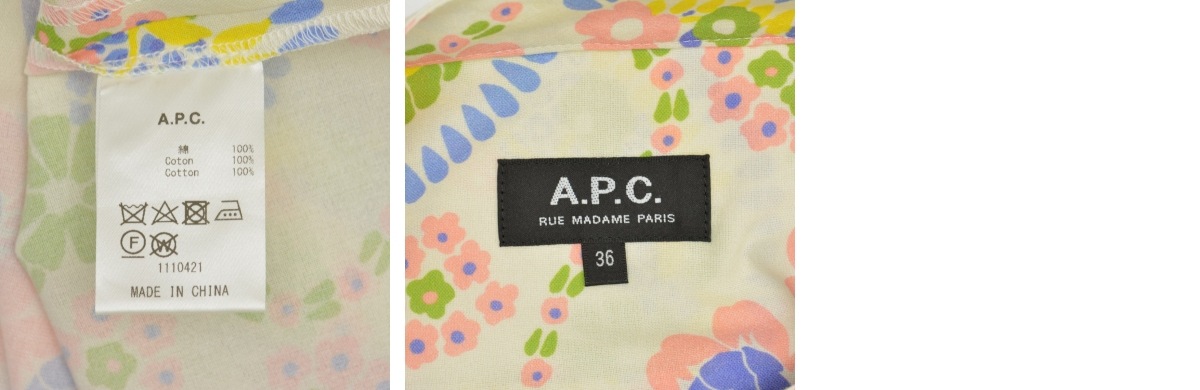 A.P.C.
綿 100%
Coton 100%
Cotton 100%
F W
1110421
MADE IN CHINA
A.P.C.
RUE MADAME PARIS
36